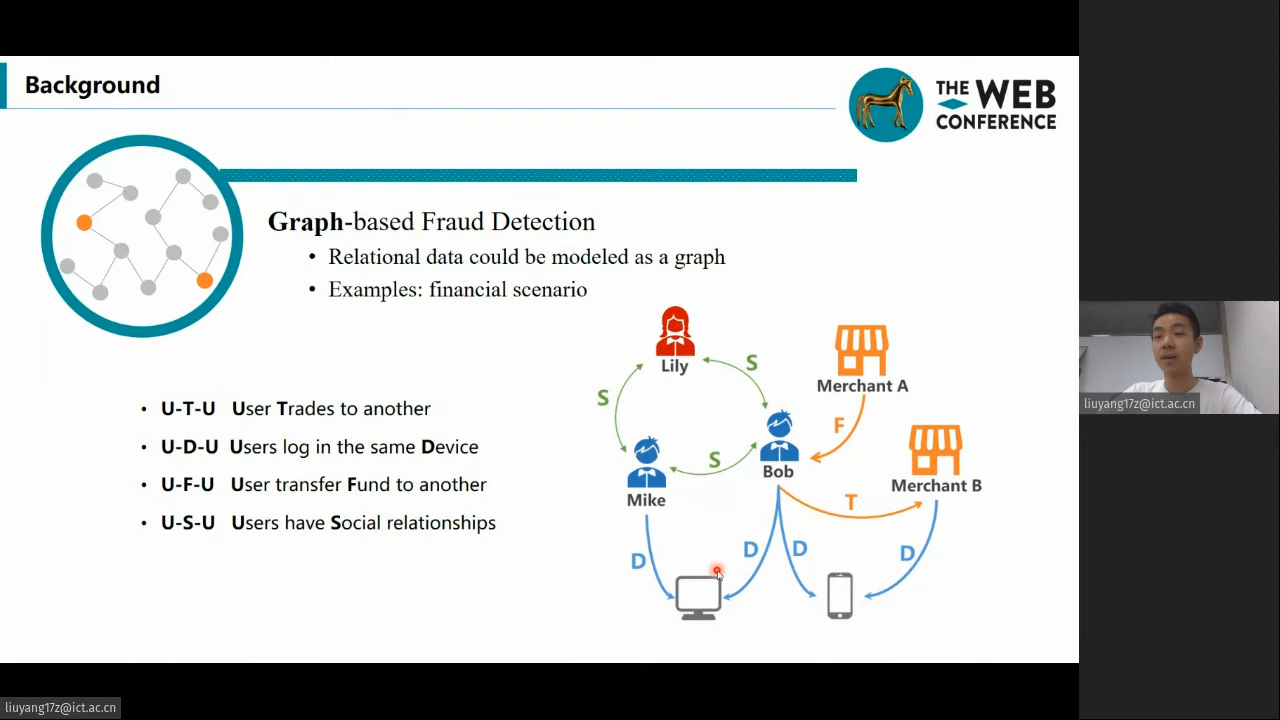 Background
THE WEB
CONFERENCE
Graph-based Fraud Detection
• Relational data could be modeled as a graph
• Examples: financial scenario
• U-T-U User Trades to another
• U-D-U Users log in the same Device
• U-F-U User transfer Fund to another
• U-S-U Users have Social relationships
Lily
S
S
Merchant A
F
S
Bob
Mike
Merchant B
T
D
D
D
D
liuyang17z@ict.ac.cn
liuyang17z@ict.ac.cn